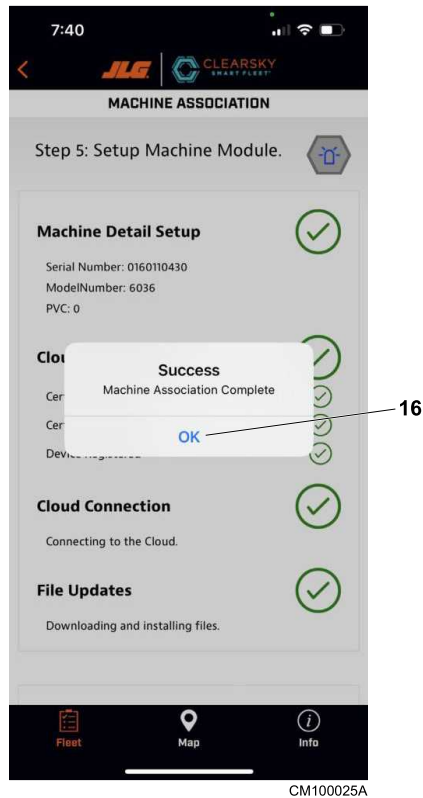 7:40
JLG
CLEARSKY
SMART FLEET
MACHINE ASSOCIATION
Step 5: Setup Machine Module.
Machine Detail Setup
Serial Number: 0160110430
ModelNumber: 6036
PVC: 0
Clou
Success
Machine Association Complete
Cer
16
Cer
OK
Cloud Connection
Connecting to the Cloud.
File Updates
Downloading and installing files.
Fleet
Map
Info
CM100025A